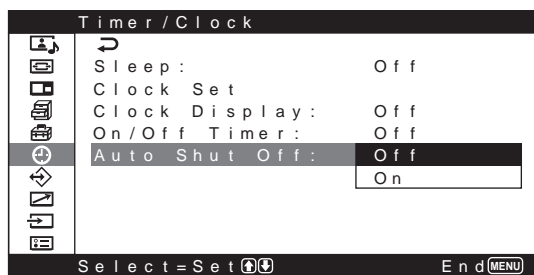 Timer/Clock
Sleep: Off
Clock Set
Clock Display: Off
On/Off Timer: Off
Auto Shut Off: Off
On
Select=Set End MENU